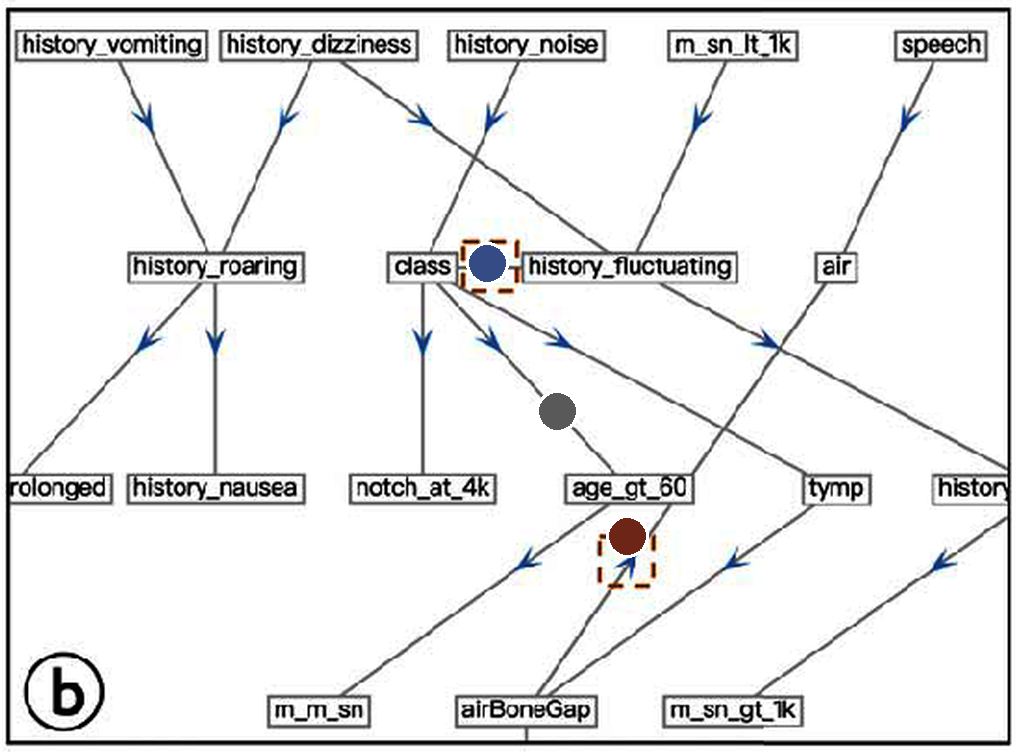 history_vomiting history_dizziness history_noise m_sn_lt_1k speech
history_roaring class history_fluctuating air
rolonged history_nausea notch_at_4k age_gt_60 tymp history
m_m_sn airBoneGap m_sn_gt_1k
b